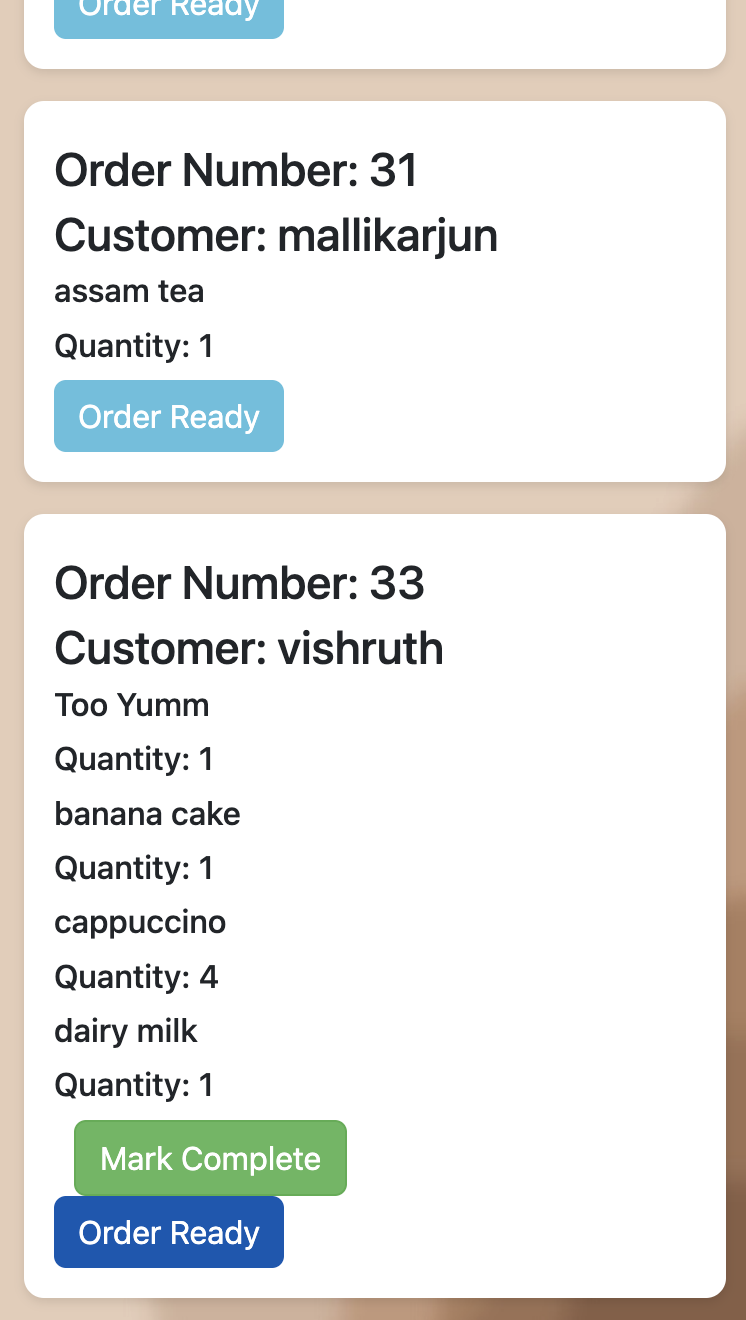 Order Ready
Order Number: 31
Customer: mallikarjun
assam tea
Quantity: 1
Order Ready
Order Number: 33
Customer: vishruth
Too Yumm
Quantity: 1
banana cake
Quantity: 1
cappuccino
Quantity: 4
dairy milk
Quantity: 1
Mark Complete
Order Ready